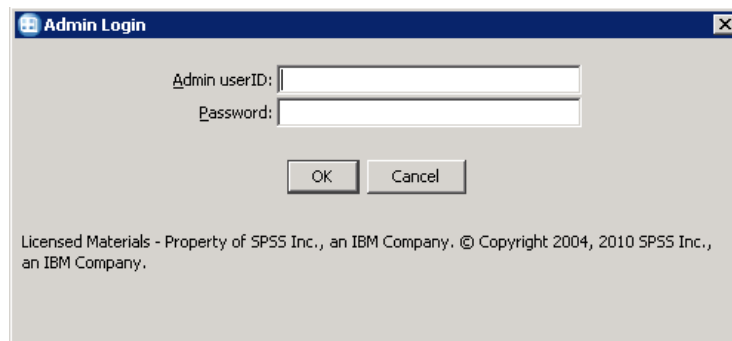 Admin Login
Admin userID:
Password:
OK Cancel
Licensed Materials - Property of SPSS Inc., an IBM Company. © Copyright 2004, 2010 SPSS Inc.,
an IBM Company.